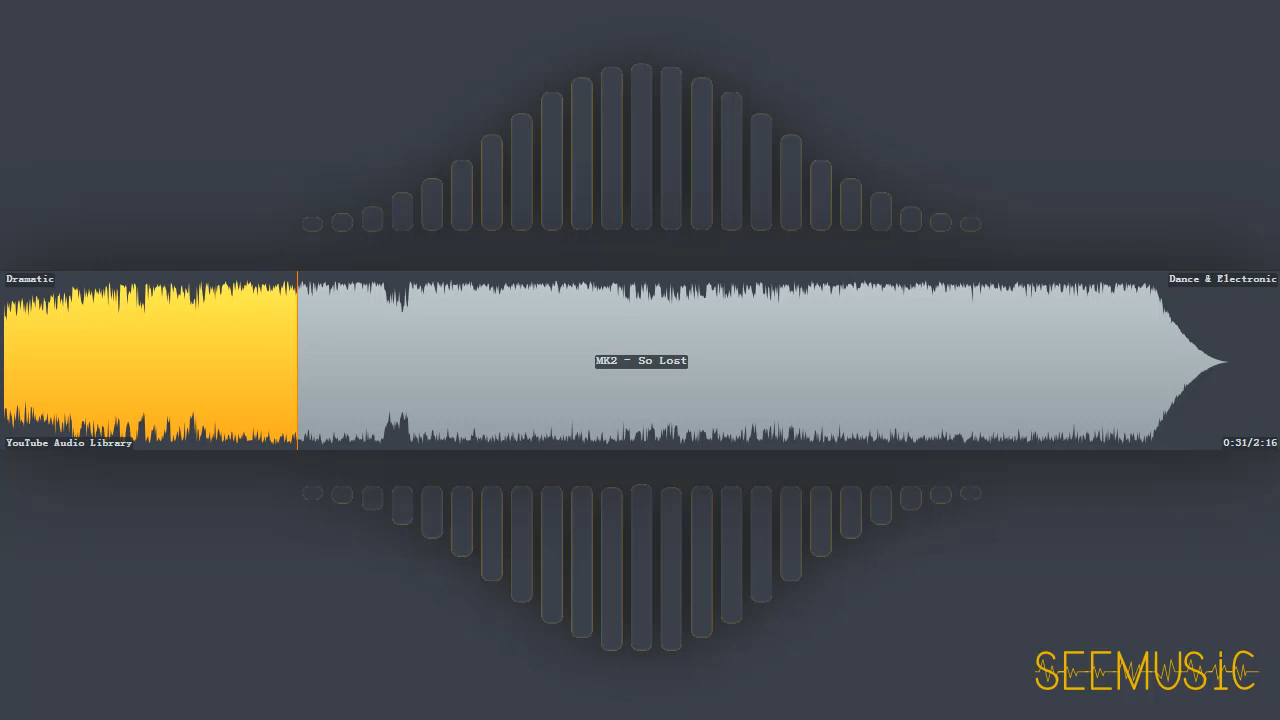 Dramatic
Dance & Electronic
MK2 - So Lost
YouTube Audio Library
0:31/2:16
SEEMUSiC